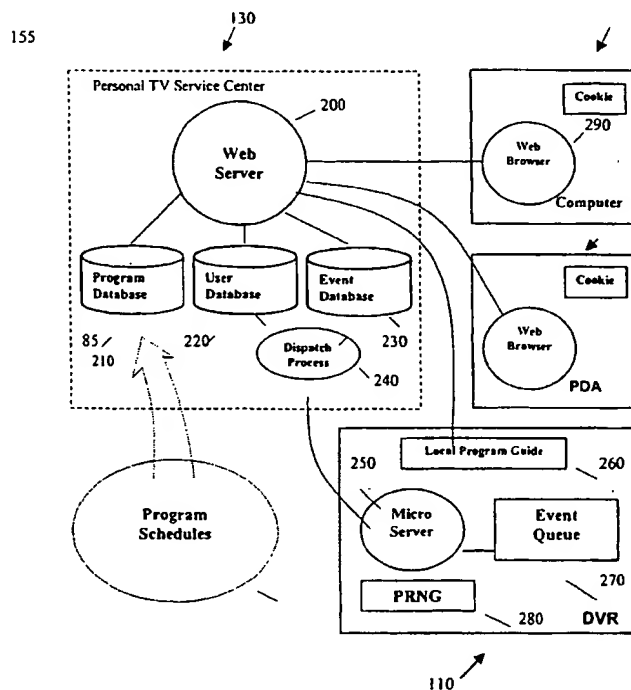 155
130
Personal TV Service Center
200
Web
Server
Program
Database
User
Database
Event
Database
85
210
220
230
Dispatch
Process
240
Program
Schedules
Cookie
Web
Browser
290
Computer
Cookie
Web
Browser
PDA
Local Program Guide
250
260
Micro
Server
Event
Queue
270
PRNG
280
DVR
110